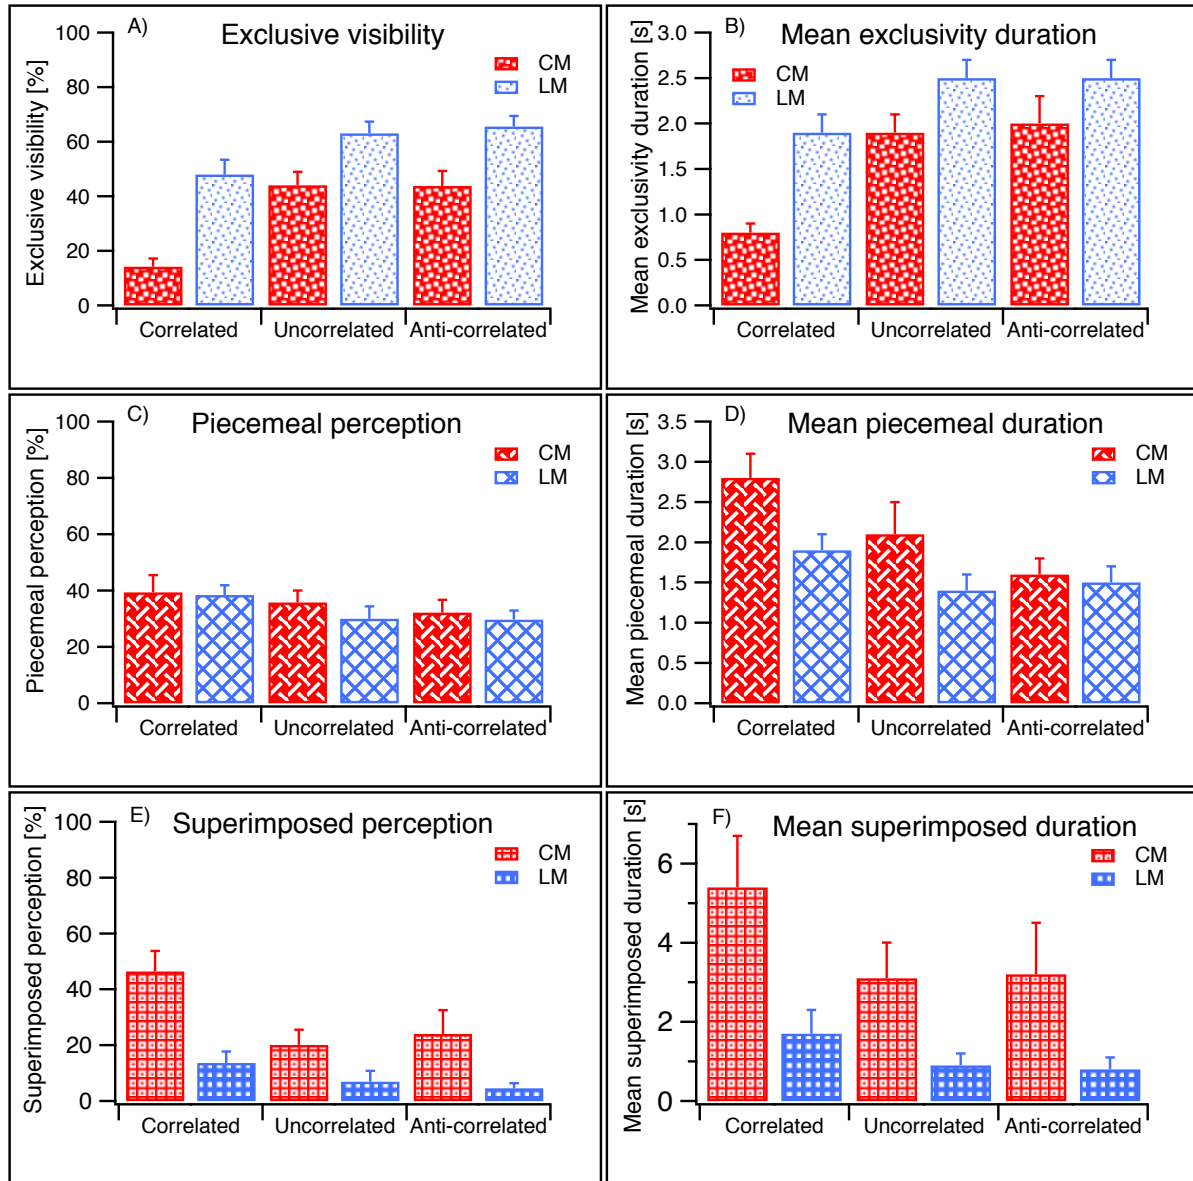 A) Exclusive visibility
Exclusive visibility [%]
100
80
60
40
20
0
CM
LM
Correlated Uncorrelated Anti-correlated
B) Mean exclusivity duration
Mean exclusivity duration [s]
3.0
2.5
2.0
1.5
1.0
0.5
0.0
CM
LM
Correlated Uncorrelated Anti-correlated
C) Piecemeal perception
Piecemeal perception [%]
100
80
60
40
20
0
CM
LM
Correlated Uncorrelated Anti-correlated
D) Mean piecemeal duration
Mean piecemeal duration [s]
3.5
3.0
2.5
2.0
1.5
1.0
0.5
0.0
CM
LM
Correlated Uncorrelated Anti-correlated
E) Superimposed perception
Superimposed perception [%]
100
80
60
40
20
0
CM
LM
Correlated Uncorrelated Anti-correlated
F) Mean superimposed duration
Mean superimposed duration [s]
6
4
2
0
CM
LM
Correlated Uncorrelated Anti-correlated